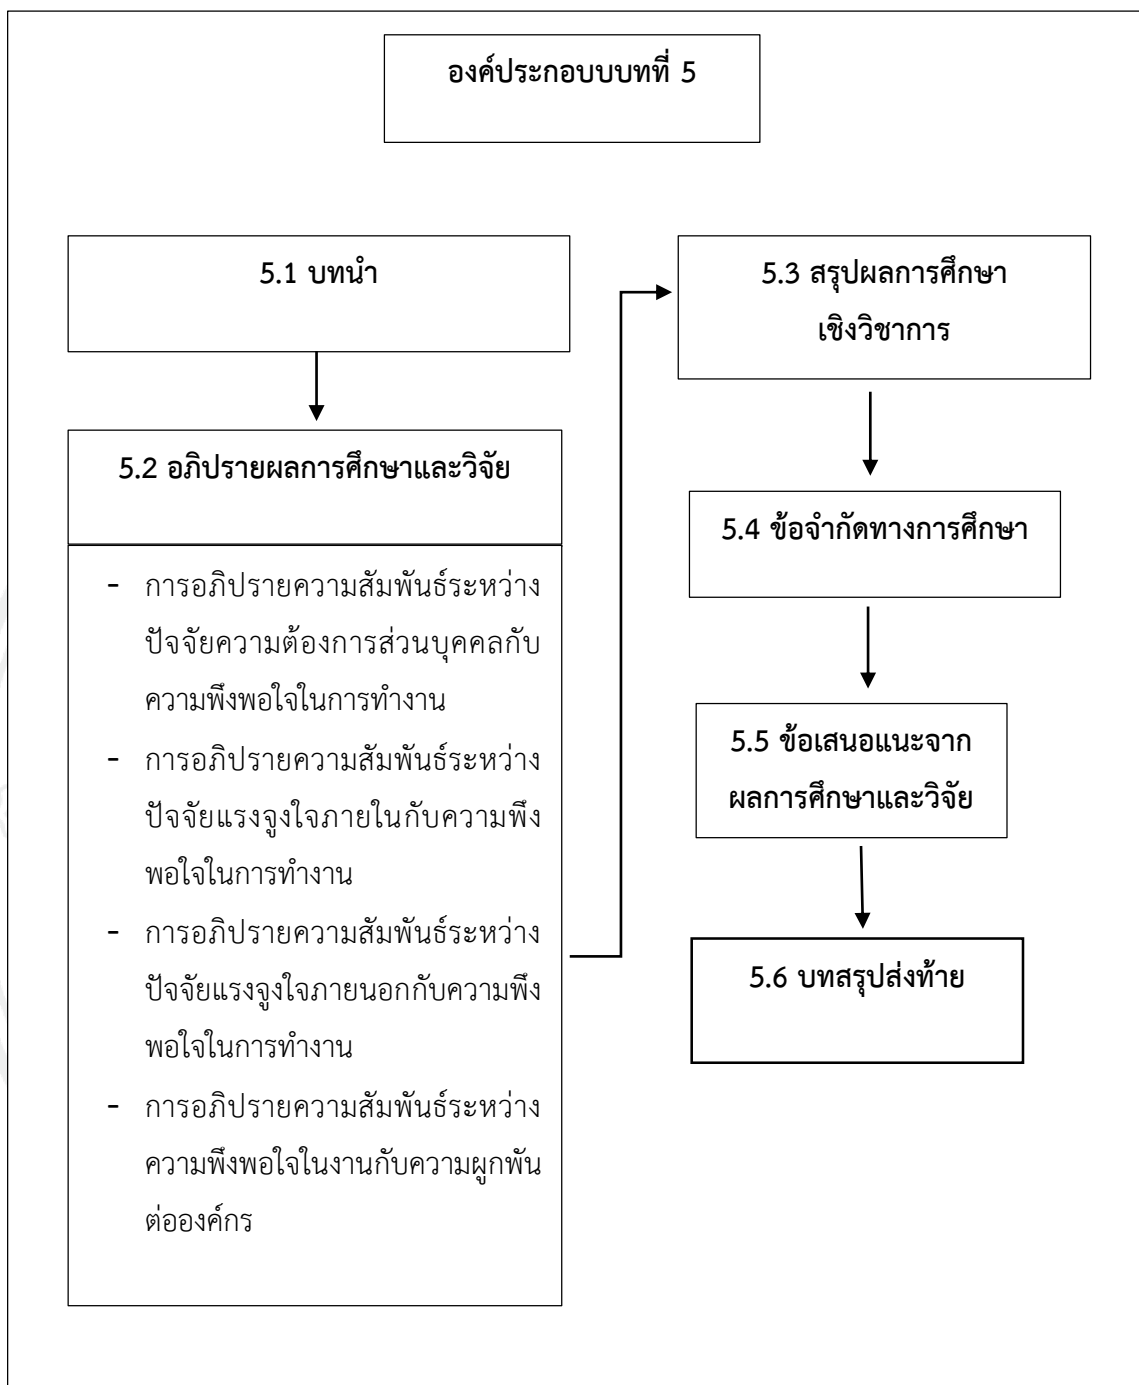 องค์ประกอบบบทที่ 5
5.1 บทนำ
5.2 อภิปรายผลการศึกษาและวิจัย
- การอภิปรายความสัมพันธ์ระหว่าง
ปัจจัยความต้องการส่วนบุคคลกับ
ความพึงพอใจในการทำงาน
- การอภิปรายความสัมพันธ์ระหว่าง
ปัจจัยแรงจูงใจภายในกับความพึง
พอใจในการทำงาน
- การอภิปรายความสัมพันธ์ระหว่าง
ปัจจัยแรงจูงใจภายนอกกับความพึง
พอใจในการทำงาน
- การอภิปรายความสัมพันธ์ระหว่าง
ความพึงพอใจในงานกับความผูกพัน
ต่อองค์กร
5.3 สรุปผลการศึกษา
เชิงวิชาการ
5.4 ข้อจำกัดทางการศึกษา
5.5 ข้อเสนอแนะจาก
ผลการศึกษาและวิจัย
5.6 บทสรุปส่งท้าย